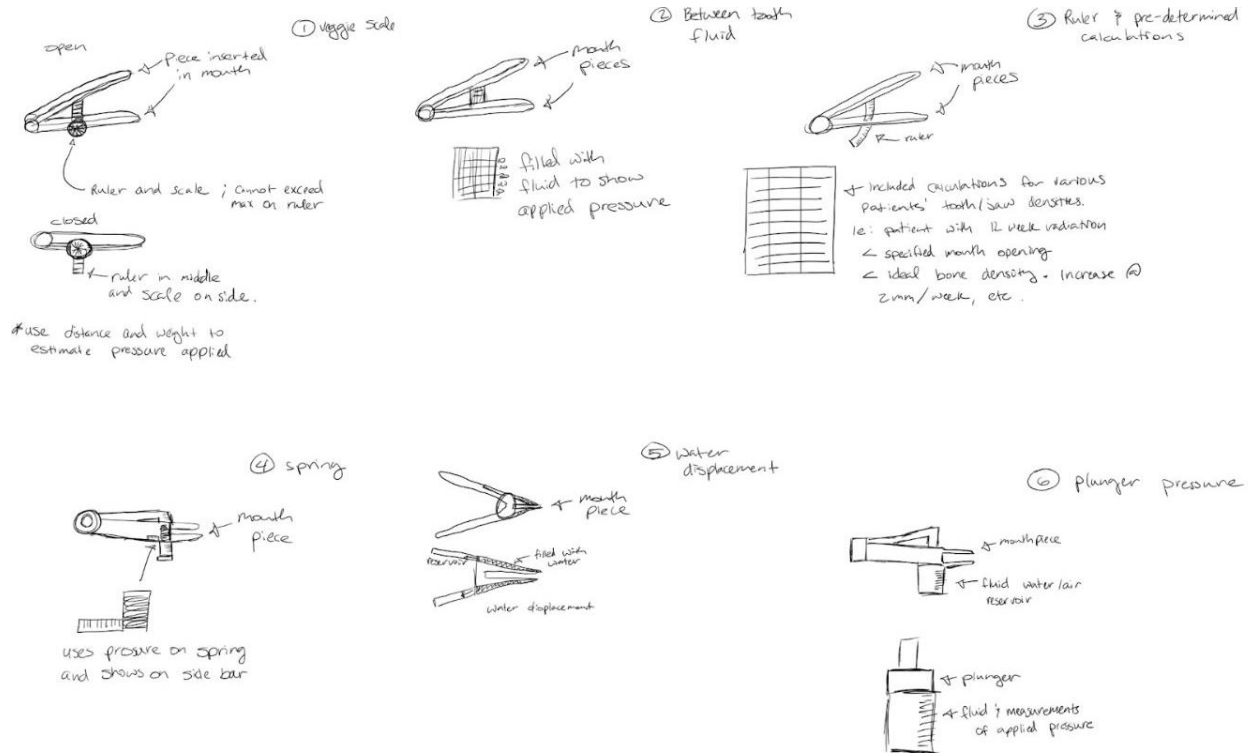 ① veggie scale
open
piece inserted
in mouth
Ruler and scale ; cannot exceed
max on ruler
closed
ruler in middle
and scale on side.
*use distance and weight to
estimate pressure applied
② Between tooth
fluid
mouth
pieces
filled with
fluid to show
applied pressure
③ Ruler & pre-determined
calculations
mouth
pieces
ruler
included calculations for various
patients' tooth/jaw densities.
ie: patient with 12 week radiation
< specified mouth opening
< ideal bone density. Increase @
2mm/week, etc.
④ spring
mouth
piece
uses pressure on spring
and shows on side bar
⑤ water
displacement
mouth
piece
reservoir
filled with
water
water displacement
⑥ plunger pressure
mouthpiece
fluid water/air
reservoir
plunger
fluid & measurements
of applied pressure